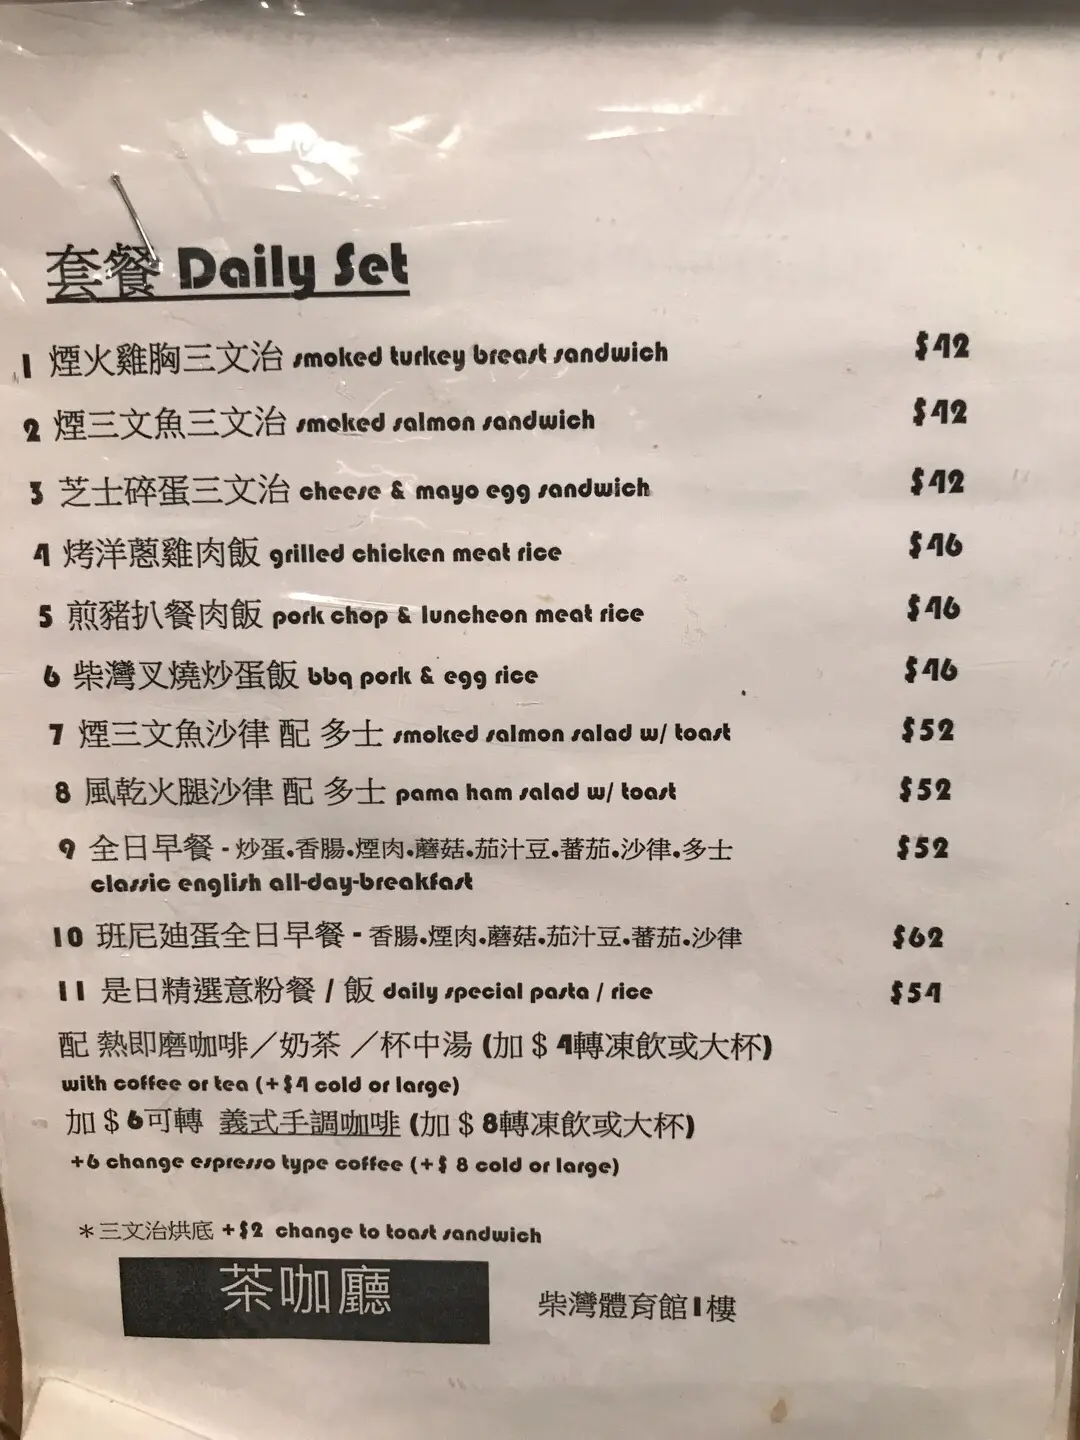 套餐 Daily Set
1 煙火雞胸三文治 smoked turkey breast sandwich $42
2 煙三文魚三文治 smoked salmon sandwich $42
3 芝士碎蛋三文治 cheese & mayo egg sandwich $42
4 烤洋蔥雞肉飯 grilled chicken meat rice $46
5 煎豬扒餐肉飯 pork chop & luncheon meat rice $46
6 柴灣叉燒炒蛋飯 bbq pork & egg rice $46
7 煙三文魚沙律 配 多士 smoked salmon salad w/ toast $52
8 風乾火腿沙律 配 多士 pama ham salad w/ toast $52
9 全日早餐 - 炒蛋.香腸.煙肉.蘑菇.茄汁豆.蕃茄.沙律.多士 $52
classic english all-day-breakfast
10 班尼廸蛋全日早餐 - 香腸.煙肉.蘑菇.茄汁豆.蕃茄.沙律 $62
11 是日精選意粉餐 / 飯 daily special pasta / rice $54
配 熱即磨咖啡／奶茶 ／杯中湯 (加 $ 4轉凍飲或大杯)
with coffee or tea (+$4 cold or large)
加 $ 6可轉 義式手調咖啡 (加 $ 8轉凍飲或大杯)
+6 change espresso type coffee (+$ 8 cold or large)
*三文治烘底 +$2 change to toast sandwich
茶咖廳 柴灣體育館1樓